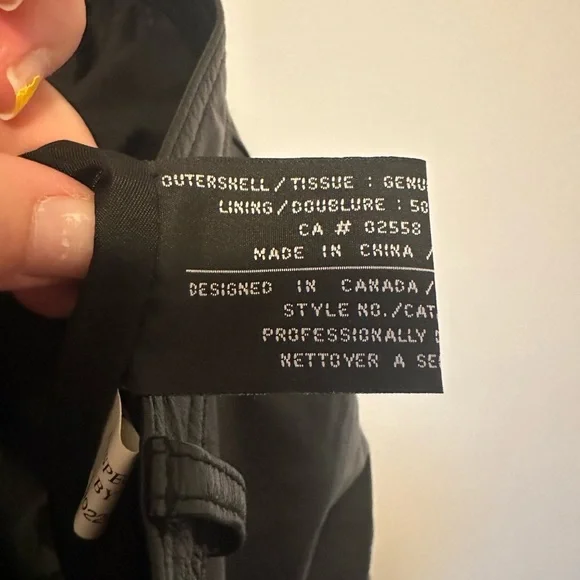 OUTERSHELL/TISSUE : GENU
LINING/DOUBLURE : 50
CA # 02558
MADE IN CHINA /
DESIGNED IN CANADA/
STYLE NO./CAT
PROFESSIONALLY
NETTOYER A SE
BY